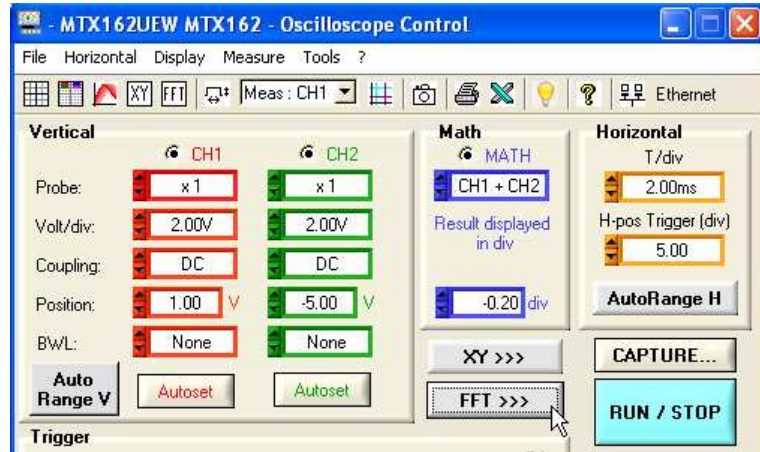 - MTX162UEW MTX162 - Oscilloscope Control
File Horizontal Display Measure Tools ?
XY FFT Meas : CH1 Ethernet
Vertical
CH1 CH2
Probe: x 1 x 1
Volt/div: 2.00V 2.00V
Coupling: DC DC
Position: 1.00 V -5.00 V
BWL: None None
Auto
Range V
Autoset Autoset
Math
MATH
CH1 + CH2
Result displayed
in div
-0.20 div
XY >>>
FFT >>>
Horizontal
T/div
2.00ms
H-pos Trigger (div)
5.00
AutoRange H
CAPTURE...
RUN / STOP
Trigger